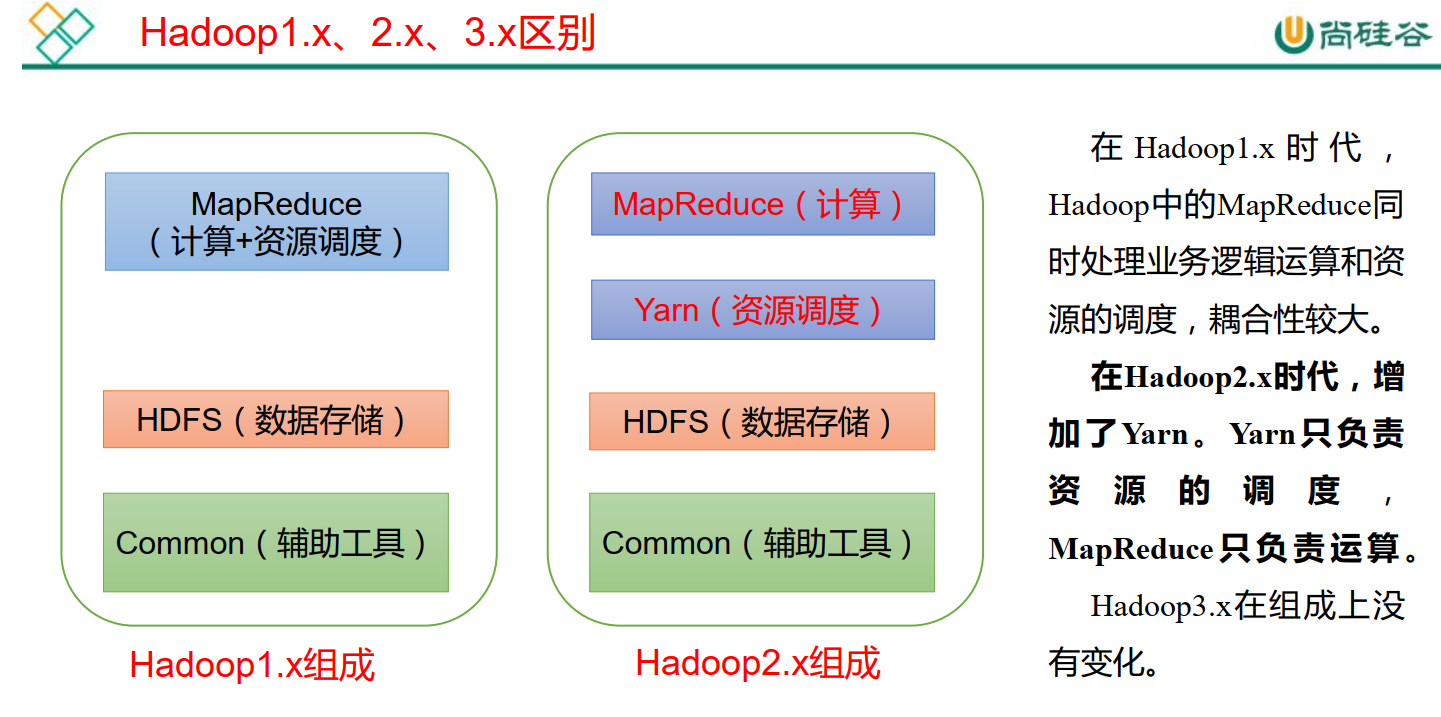 Hadoop1.x、2.x、3.x区别
尚硅谷
MapReduce
（计算+资源调度）
HDFS（数据存储）
Common（辅助工具）
Hadoop1.x组成
MapReduce（计算）
Yarn（资源调度）
HDFS（数据存储）
Common（辅助工具）
Hadoop2.x组成
在Hadoop1.x时代，
Hadoop中的MapReduce同
时处理业务逻辑运算和资
源的调度，耦合性较大。
在Hadoop2.x时代，增
加了Yarn。Yarn只负责
资源的调度，
MapReduce只负责运算。
Hadoop3.x在组成上没
有变化。